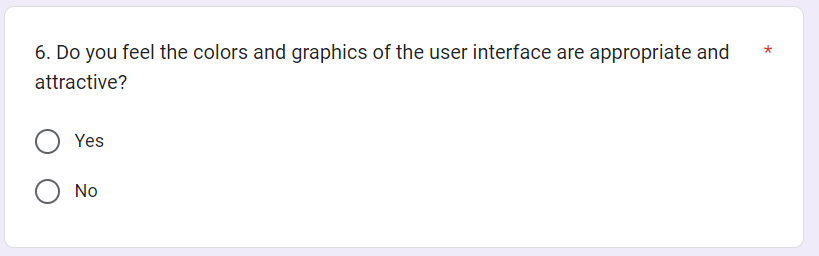 6. Do you feel the colors and graphics of the user interface are appropriate and *
attractive?
Yes
No